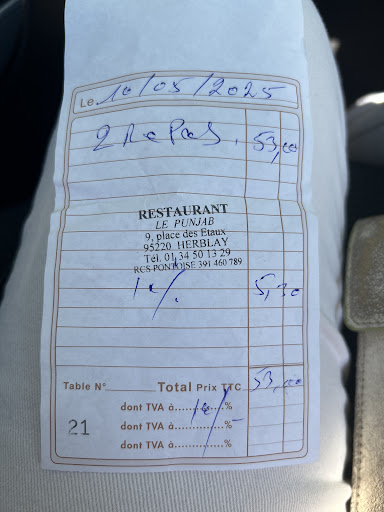 Le 10/05/2025
2 Repas. 53,00
RESTAURANT
LE PUNJAB
9, place des Etaux
95220 HERBLAY
Tél. 01 34 50 13 29
RCS PONTOISE 391 460 789
10/. 5,30
Table N° Total Prix TTC 53,00
dont TVA à 10 %
21 dont TVA à %
dont TVA à %